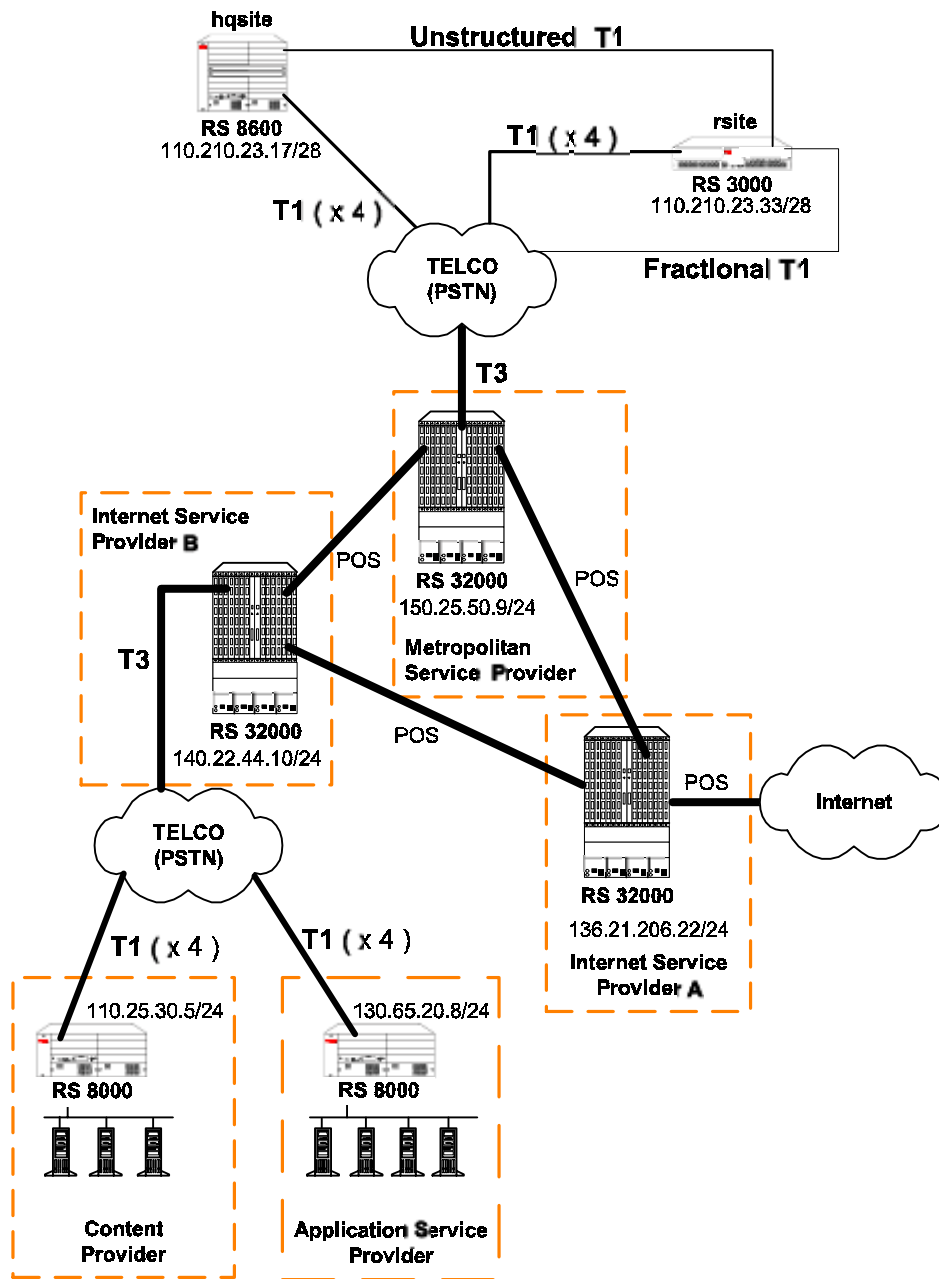 hqsite
Unstructured T1
RS 8600
110.210.23.17/28
rsite
T1 ( x 4 )
RS 3000
110.210.23.33/28
T1 ( x 4 )
TELCO
(PSTN)
Fractional T1
T3
Internet Service
Provider B
POS
RS 32000
150.25.50.9/24
POS
Metropolitan
Service Provider
T3
RS 32000
140.22.44.10/24
POS
POS
Internet
TELCO
(PSTN)
RS 32000
136.21.206.22/24
Internet Service
Provider A
T1 ( x 4 )
T1 ( x 4 )
110.25.30.5/24
130.65.20.8/24
RS 8000
RS 8000
Content
Provider
Application Service
Provider